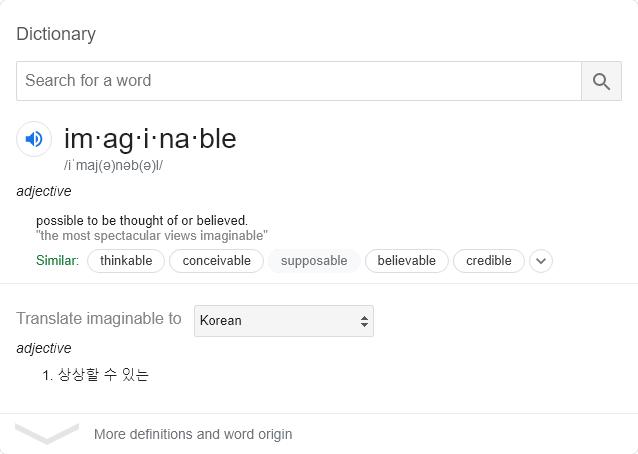 Dictionary
Search for a word
im·ag·i·na·ble
/iˈmaj(ə)nəb(ə)l/
adjective
possible to be thought of or believed.
"the most spectacular views imaginable"
Similar: thinkable conceivable supposable believable credible
Translate imaginable to Korean
adjective
1. 상상할 수 있는
More definitions and word origin